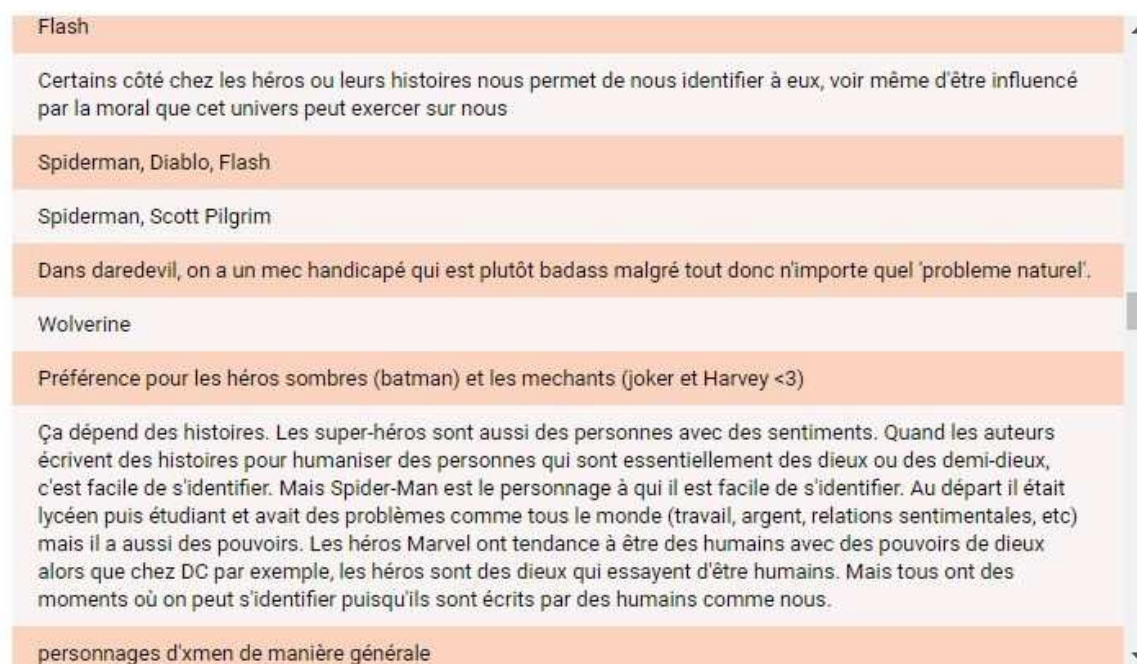 Flash
Certains côté chez les héros ou leurs histoires nous permet de nous identifier à eux, voir même d'être influencé
par la moral que cet univers peut exercer sur nous
Spiderman, Diablo, Flash
Spiderman, Scott Pilgrim
Dans daredevil, on a un mec handicapé qui est plutôt badass malgré tout donc n'importe quel 'probleme naturel'.
Wolverine
Préférence pour les héros sombres (batman) et les mechants (joker et Harvey <3)
Ça dépend des histoires. Les super-héros sont aussi des personnes avec des sentiments. Quand les auteurs
écrivent des histoires pour humaniser des personnes qui sont essentiellement des dieux ou des demi-dieux,
c'est facile de s'identifier. Mais Spider-Man est le personnage à qui il est facile de s'identifier. Au départ il était
lycéen puis étudiant et avait des problèmes comme tous le monde (travail, argent, relations sentimentales, etc)
mais il a aussi des pouvoirs. Les héros Marvel ont tendance à être des humains avec des pouvoirs de dieux
alors que chez DC par exemple, les héros sont des dieux qui essayent d'être humains. Mais tous ont des
moments où on peut s'identifier puisqu'ils sont écrits par des humains comme nous.
personnages d'xmen de manière générale